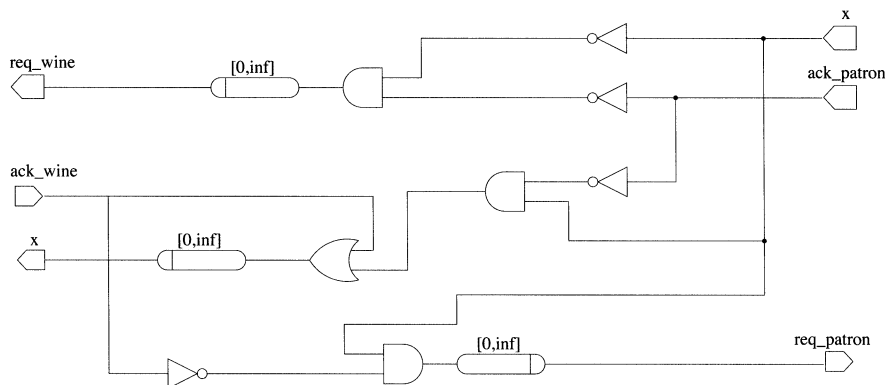 x
req_wine
[0,inf]
ack_patron
ack_wine
x
[0,inf]
[0,inf]
req_patron